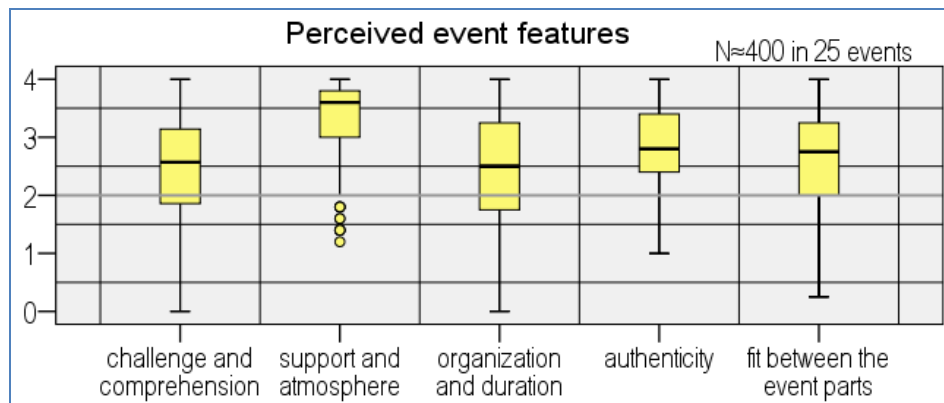 Perceived event features
N≈400 in 25 events
4
3
2
1
0
challenge and
comprehension
support and
atmosphere
organization
and duration
authenticity
fit between the
event parts